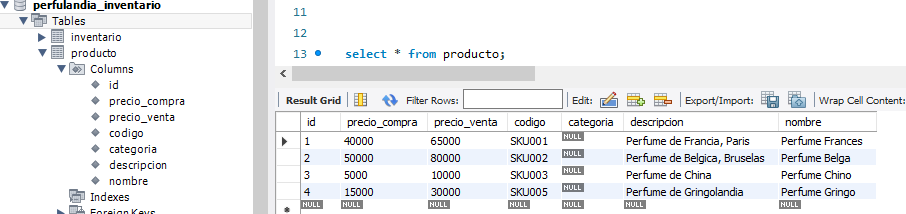 perfulandia_inventario
Tables
inventario
producto
Columns
id
precio_compra
precio_venta
codigo
categoria
descripcion
nombre
Indexes
Foreign Keys
11
12
13 select * from producto;
Result Grid Filter Rows: Edit: Export/Import: Wrap Cell Content:
id precio_compra precio_venta codigo categoria descripcion nombre
1 40000 65000 SKU001 NULL Perfume de Francia, Paris Perfume Frances
2 50000 80000 SKU002 NULL Perfume de Belgica, Bruselas Perfume Belga
3 5000 10000 SKU003 NULL Perfume de China Perfume Chino
4 15000 30000 SKU005 NULL Perfume de Gringolandia Perfume Gringo
NULL NULL NULL NULL NULL NULL NULL